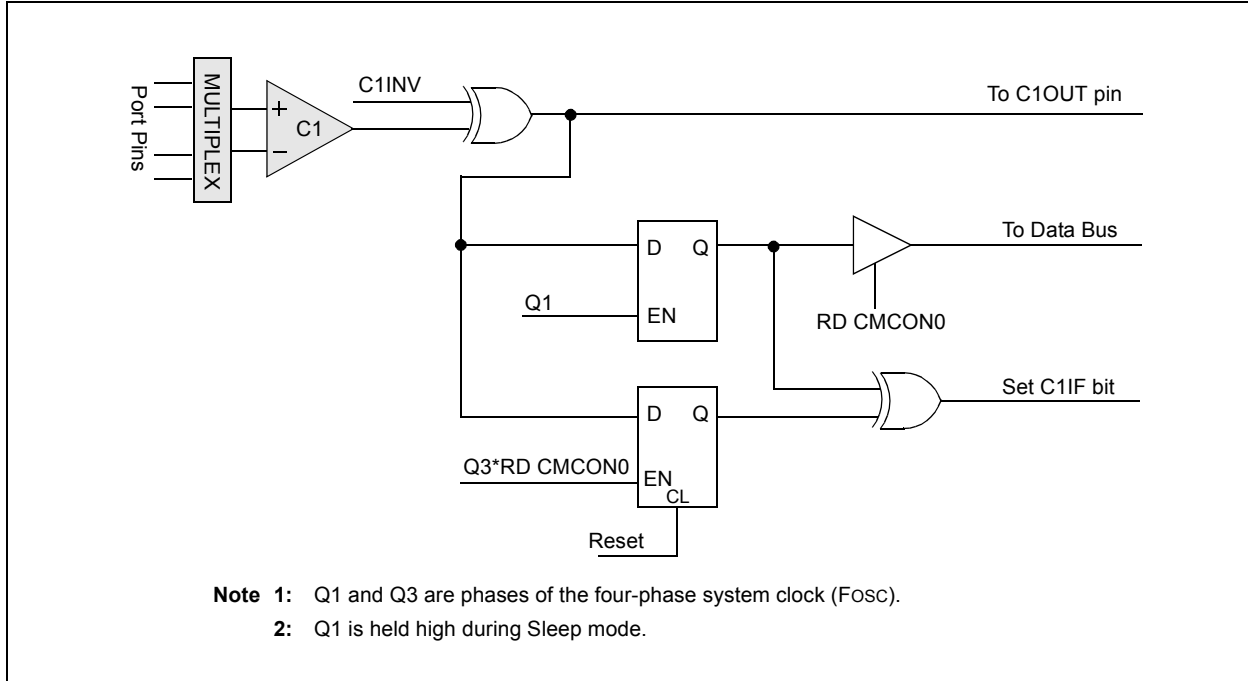 Port Pins
MULTIPLEX
+
−
C1
C1INV
To C1OUT pin
D Q
EN
Q1
To Data Bus
RD CMCON0
D Q
EN
CL
Q3*RD CMCON0
Reset
Set C1IF bit
Note 1: Q1 and Q3 are phases of the four-phase system clock (FOSC).
2: Q1 is held high during Sleep mode.